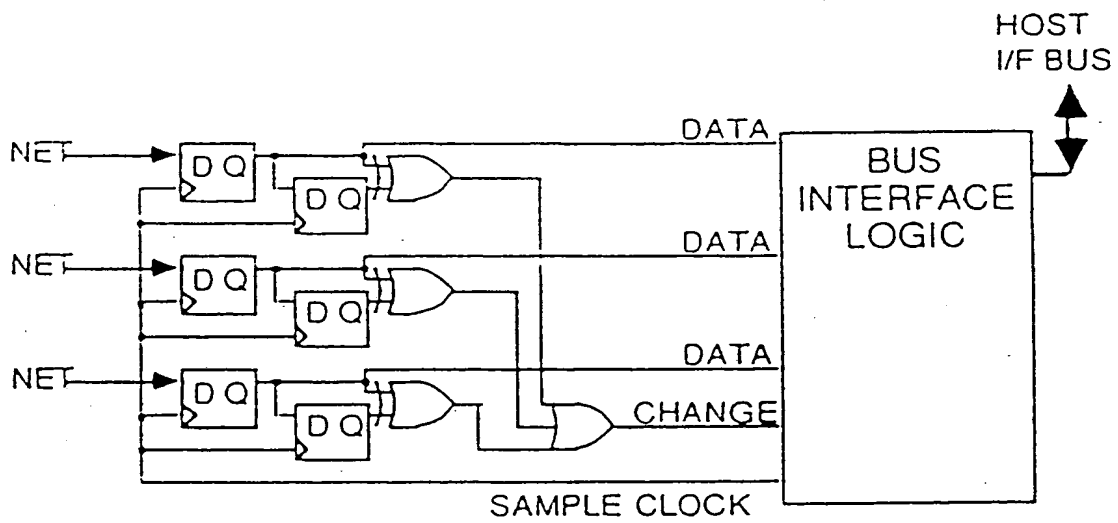 HOST
I/F BUS
DATA
NET
D Q
D Q
BUS
INTERFACE
LOGIC
DATA
NET
D Q
D Q
DATA
NET
D Q
D Q
CHANGE
SAMPLE CLOCK